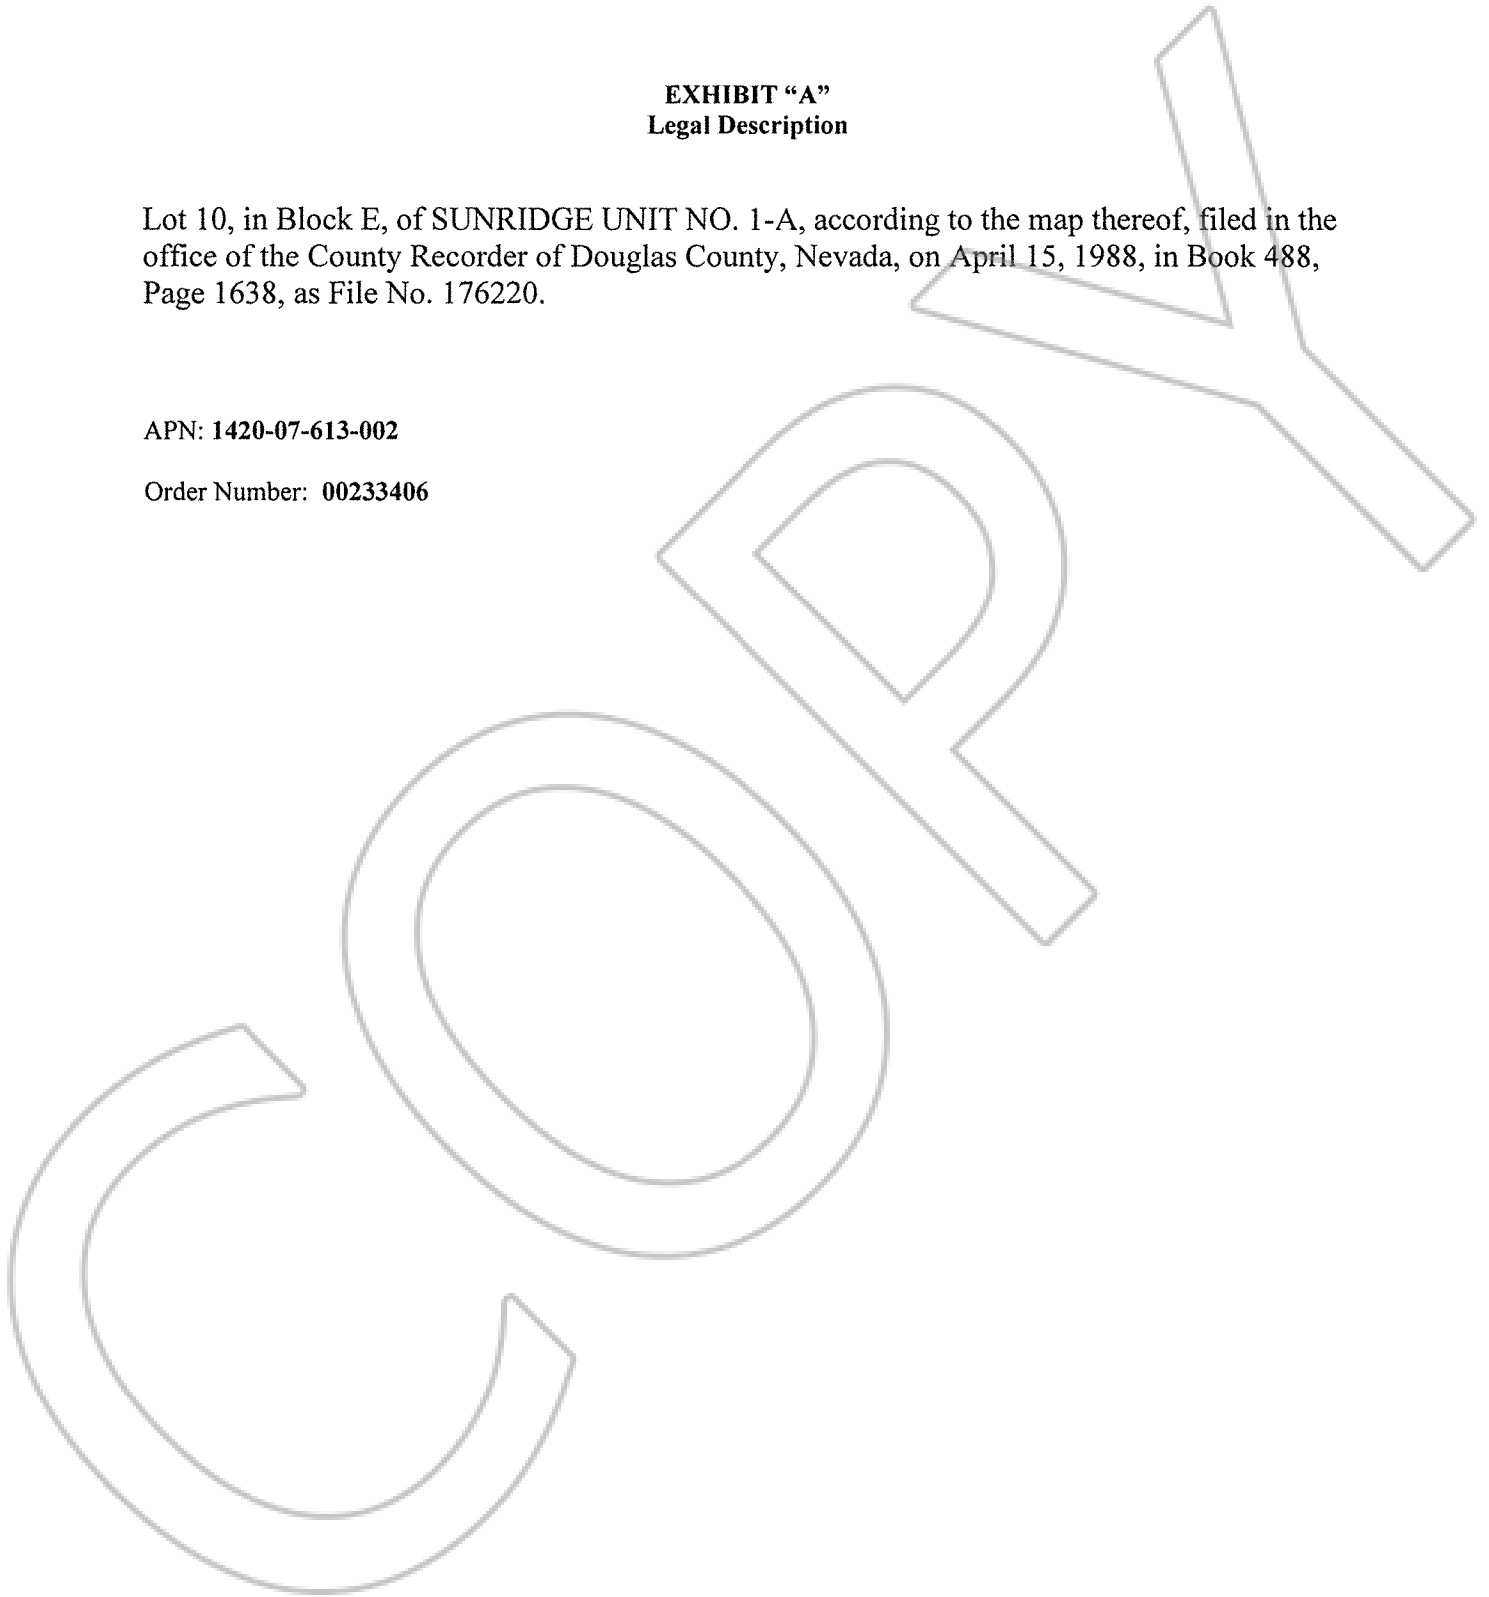 EXHIBIT “A”
Legal Description
Lot 10, in Block E, of SUNRIDGE UNIT NO. 1-A, according to the map thereof, filed in the
office of the County Recorder of Douglas County, Nevada, on April 15, 1988, in Book 488,
Page 1638, as File No. 176220.
APN: 1420-07-613-002
Order Number: 00233406
COPY